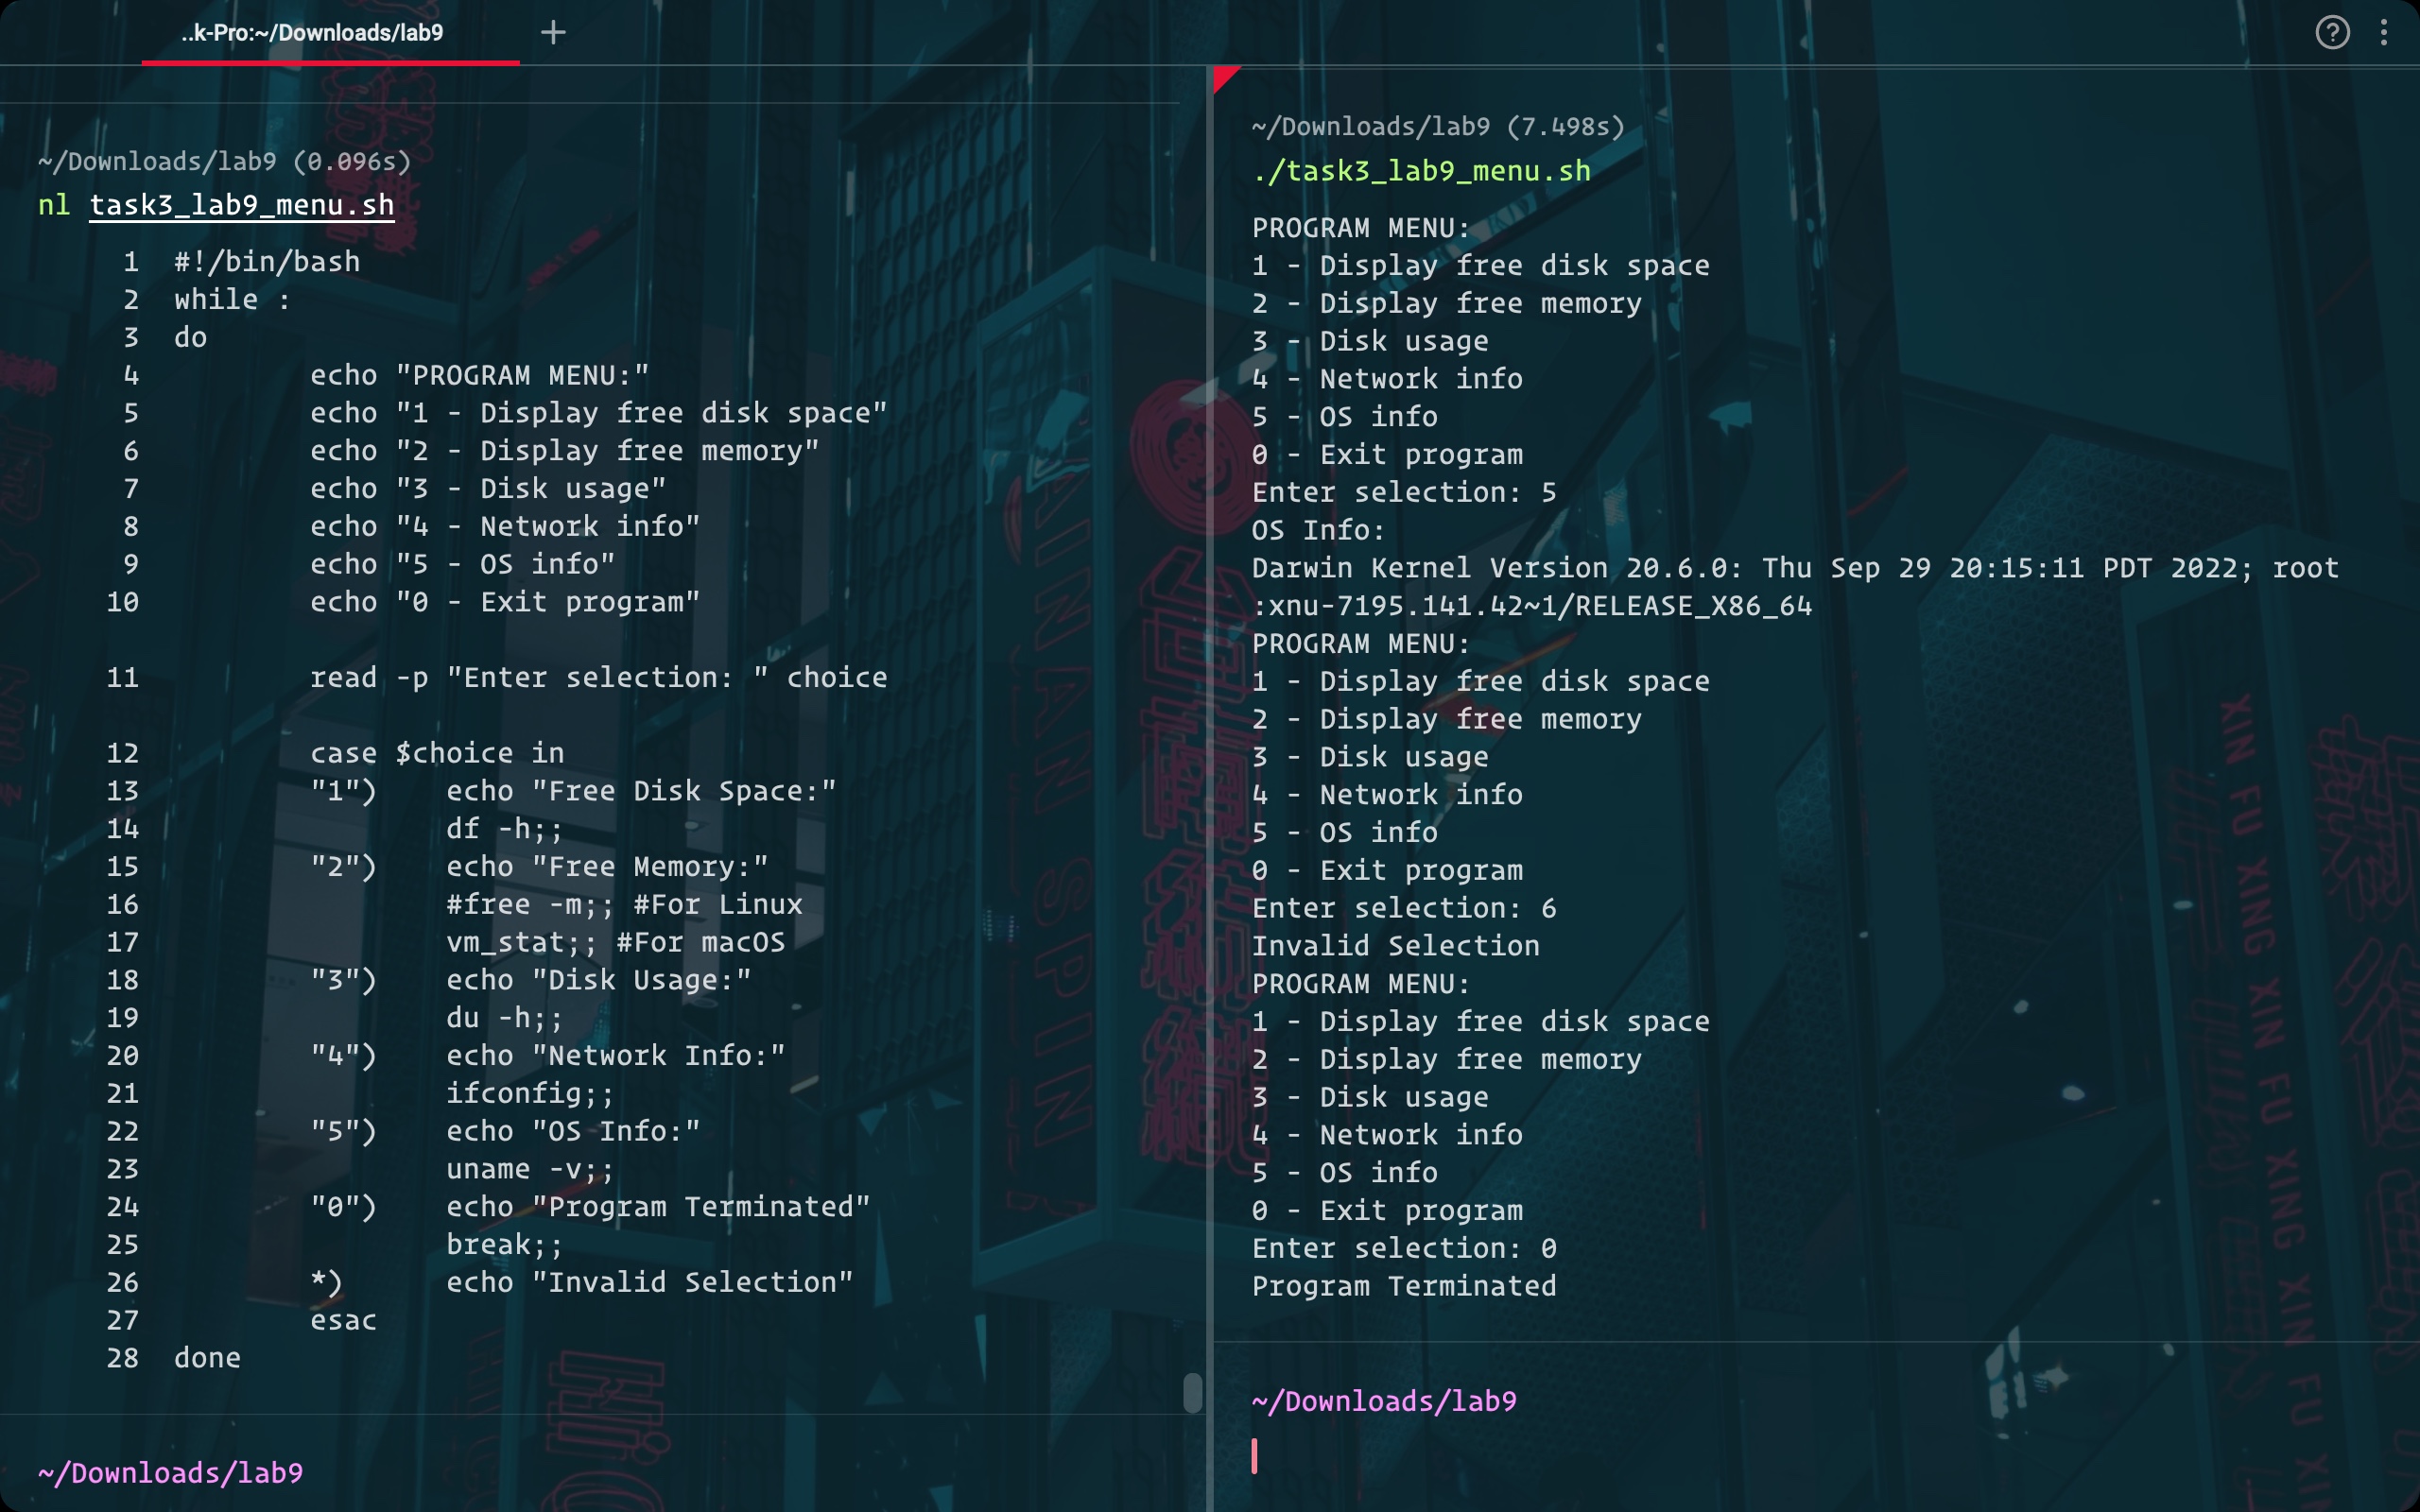 ..k-Pro:~/Downloads/lab9
~/Downloads/lab9 (0.096s)
nl task3_lab9_menu.sh
1 #!/bin/bash
2 while :
3 do
4 echo "PROGRAM MENU:"
5 echo "1 - Display free disk space"
6 echo "2 - Display free memory"
7 echo "3 - Disk usage"
8 echo "4 - Network info"
9 echo "5 - OS info"
10 echo "0 - Exit program"
11 read -p "Enter selection: " choice
12 case $choice in
13 "1") echo "Free Disk Space:"
14 df -h;;
15 "2") echo "Free Memory:"
16 #free -m;; #For Linux
17 vm_stat;; #For macOS
18 "3") echo "Disk Usage:"
19 du -h;;
20 "4") echo "Network Info:"
21 ifconfig;;
22 "5") echo "OS Info:"
23 uname -v;;
24 "0") echo "Program Terminated"
25 break;;
26 *) echo "Invalid Selection"
27 esac
28 done
~/Downloads/lab9
~/Downloads/lab9 (7.498s)
./task3_lab9_menu.sh
PROGRAM MENU:
1 - Display free disk space
2 - Display free memory
3 - Disk usage
4 - Network info
5 - OS info
0 - Exit program
Enter selection: 5
OS Info:
Darwin Kernel Version 20.6.0: Thu Sep 29 20:15:11 PDT 2022; root
:xnu-7195.141.42~1/RELEASE_X86_64
PROGRAM MENU:
1 - Display free disk space
2 - Display free memory
3 - Disk usage
4 - Network info
5 - OS info
0 - Exit program
Enter selection: 6
Invalid Selection
PROGRAM MENU:
1 - Display free disk space
2 - Display free memory
3 - Disk usage
4 - Network info
5 - OS info
0 - Exit program
Enter selection: 0
Program Terminated
~/Downloads/lab9
AINAN SPIN
XIN FU XING XIN FU XING XIN FU XING XIN